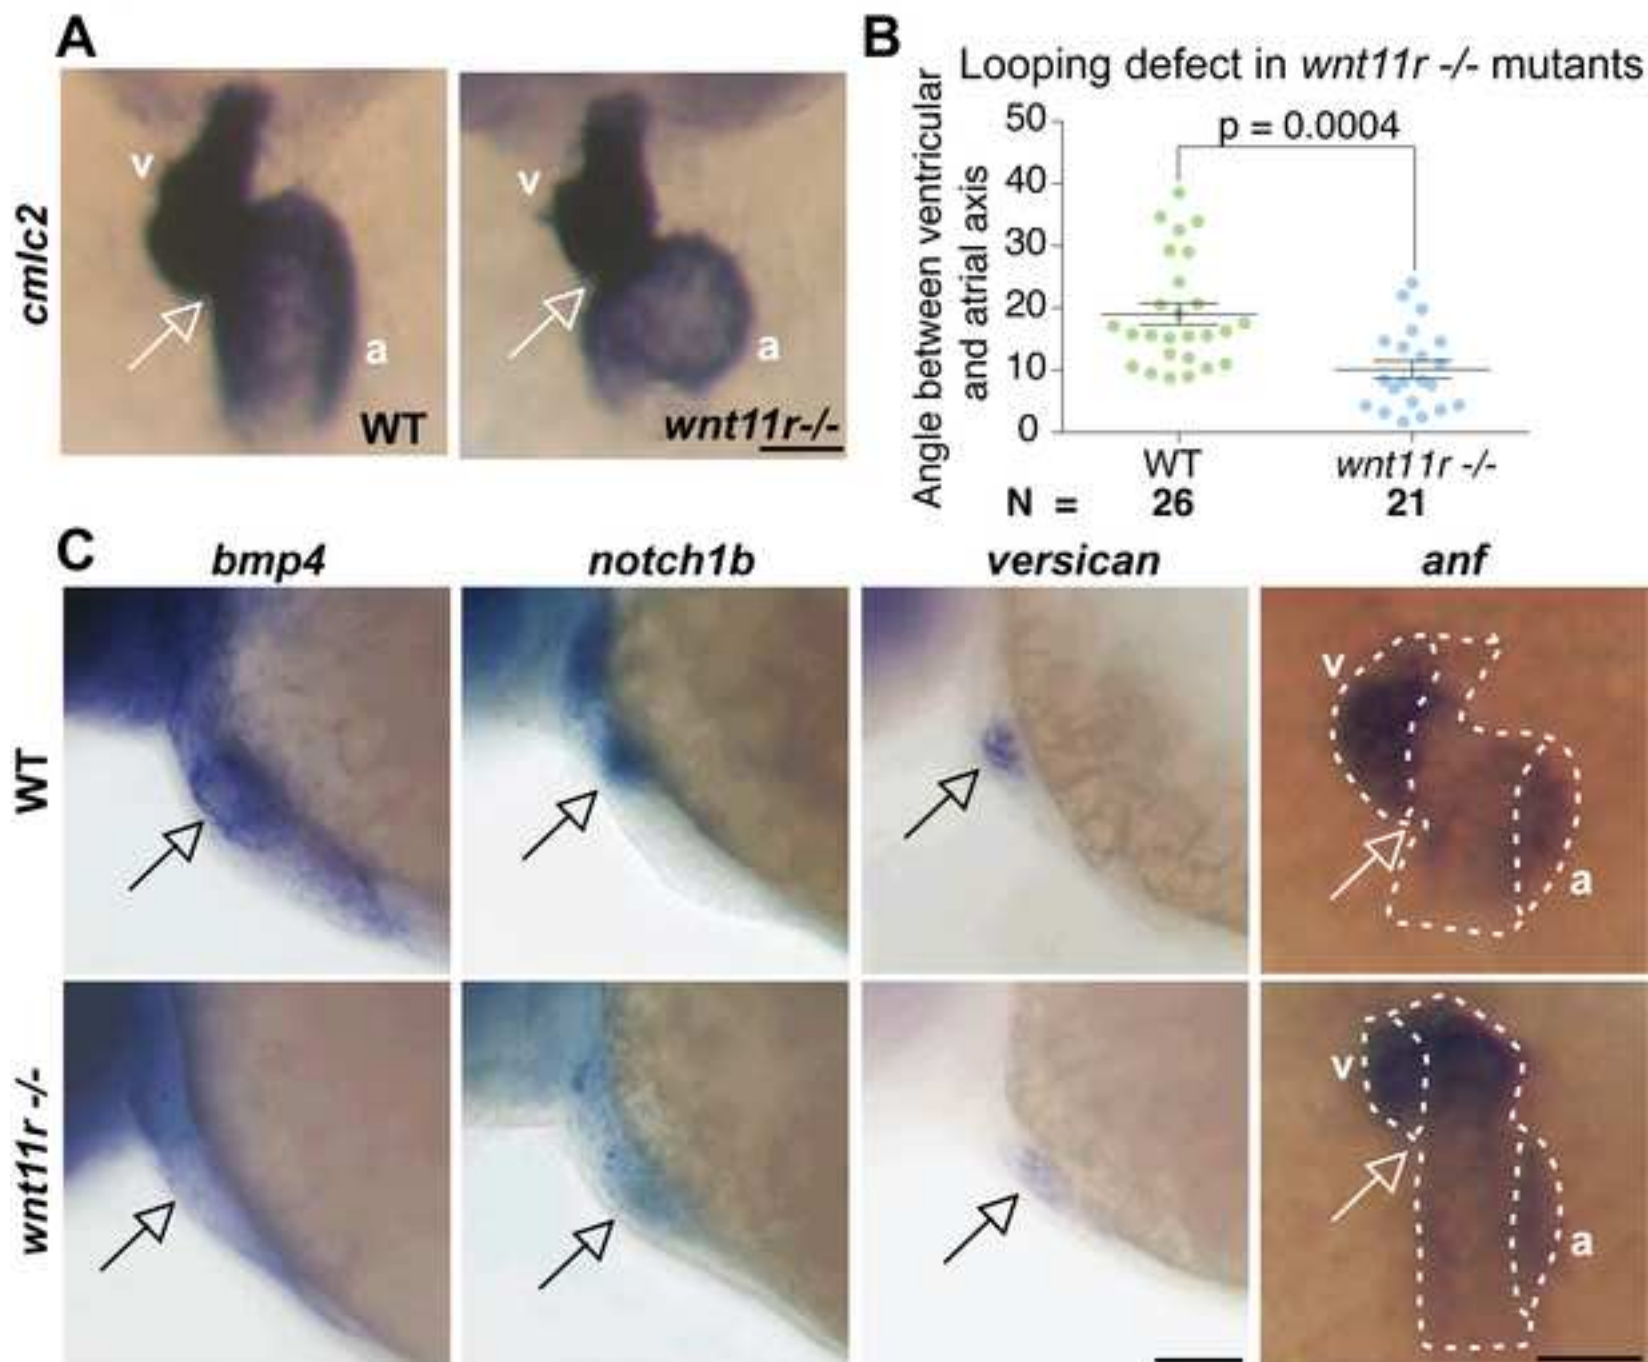 A
v
a
WT
v
a
wnt11r-/-
cmlc2
B
Looping defect in wnt11r -/- mutants
p = 0.0004
Angle between ventricular
and atrial axis
50
40
30
20
10
0
WT
wnt11r -/-
N =
26
21
C
bmp4
notch1b
versican
anf
WT
v
a
wnt11r -/-
v
a